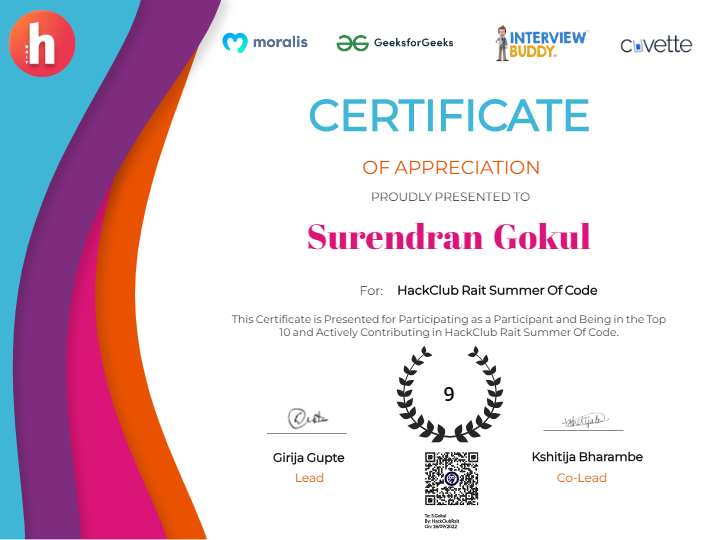 h
RAIT
moralis
GeeksforGeeks
INTERVIEW
BUDDY
cuvette
CERTIFICATE
OF APPRECIATION
PROUDLY PRESENTED TO
Surendran Gokul
For: HackClub Rait Summer Of Code
This Certificate is Presented for Participating as a Participant and Being in the Top
10 and Actively Contributing in HackClub Rait Summer Of Code.
9
Girija Gupte
Lead
Kshitija Bharambe
Co-Lead
To: S.Gokul
By: HackClubRait
On: 18/09/2022